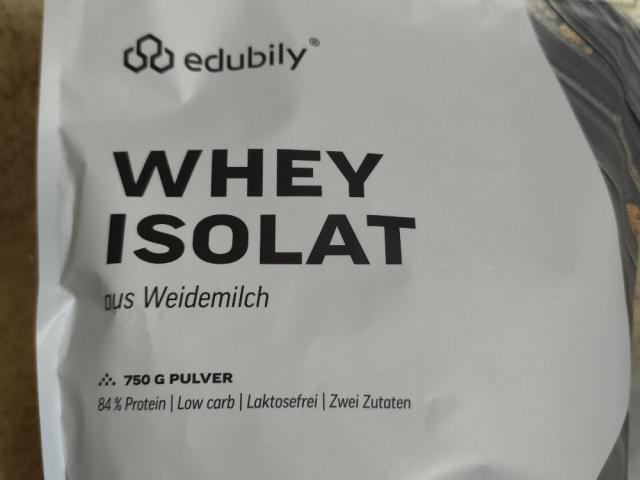 edubily®
WHEY
ISOLAT
aus Weidemilch
750 G PULVER
84 % Protein | Low carb | Laktosefrei | Zwei Zutaten